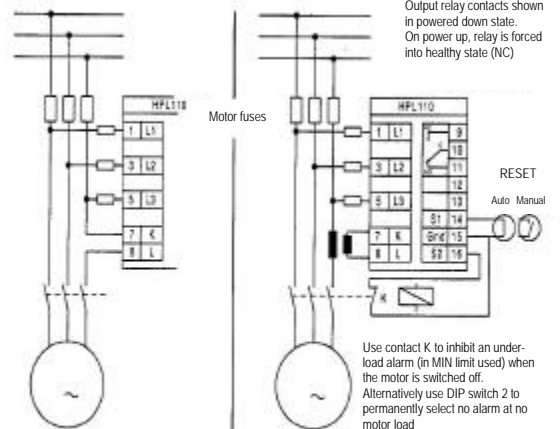 Output relay contacts shown
in powered down state.
On power up, relay is forced
into healthy state (NC)
HPL110
Motor fuses
HPL110
1 L1
3 L2
5 L3
7 K
8 L
1 L1
3 L2
5 L3
7 K
8 L
9
10
11
12
13
S1 14
Gnd 15
S2 16
RESET
Auto Manual
K
~
~
Use contact K to inhibit an under-
load alarm (in MIN limit used) when
the motor is switched off.
Alternatively use DIP switch 2 to
permanently select no alarm at no
motor load